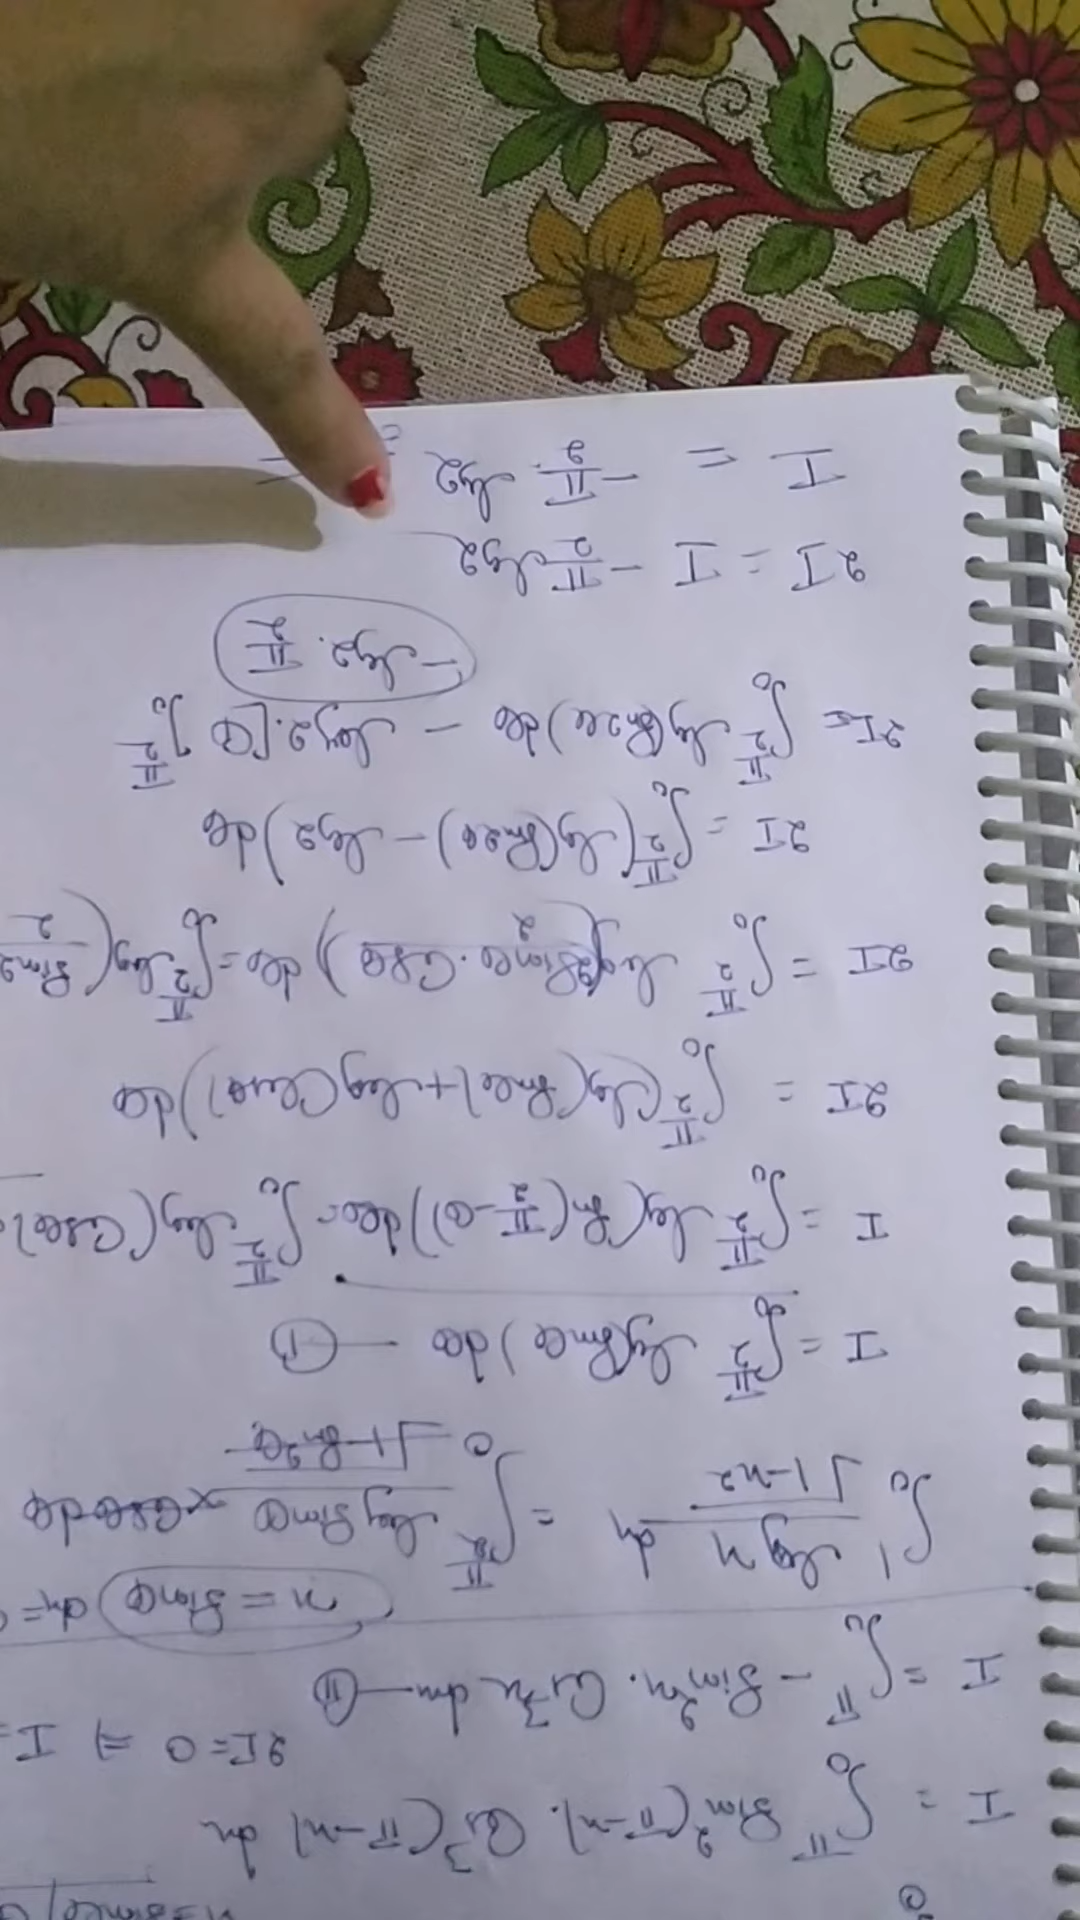 I = ∫₀^π Sin²(π-x). Cos³(π-x) dx
2I=0 ⇒ I =
I = ∫₀^π - Sin²x. Cos³x dx — ⑪
x = Sinθ dx =
∫₀¹ log x / √1-x² dx = ∫₀^π/2 log Sinθ / √1-Sin²θ × Cosθ dθ
I = ∫₀^π/2 log(Sinθ) dθ — ①
I = ∫₀^π/2 log(Sin(π/2-θ)) dθ = ∫₀^π/2 log(Cosθ)
2I = ∫₀^π/2 (log(Sinθ)+log(Cosθ)) dθ
2I = ∫₀^π/2 log(2Sinθ.Cosθ / 2) dθ = ∫₀^π/2 log(Sin2 / 2
2I = ∫₀^π/2 (log(Sin2θ) - log2) dθ
2I = ∫₀^π/2 log(Sin2θ) dθ - log2.[θ]₀^π/2
- log2. π/2
2I = I - π/2 log2
I = -π/2. log2